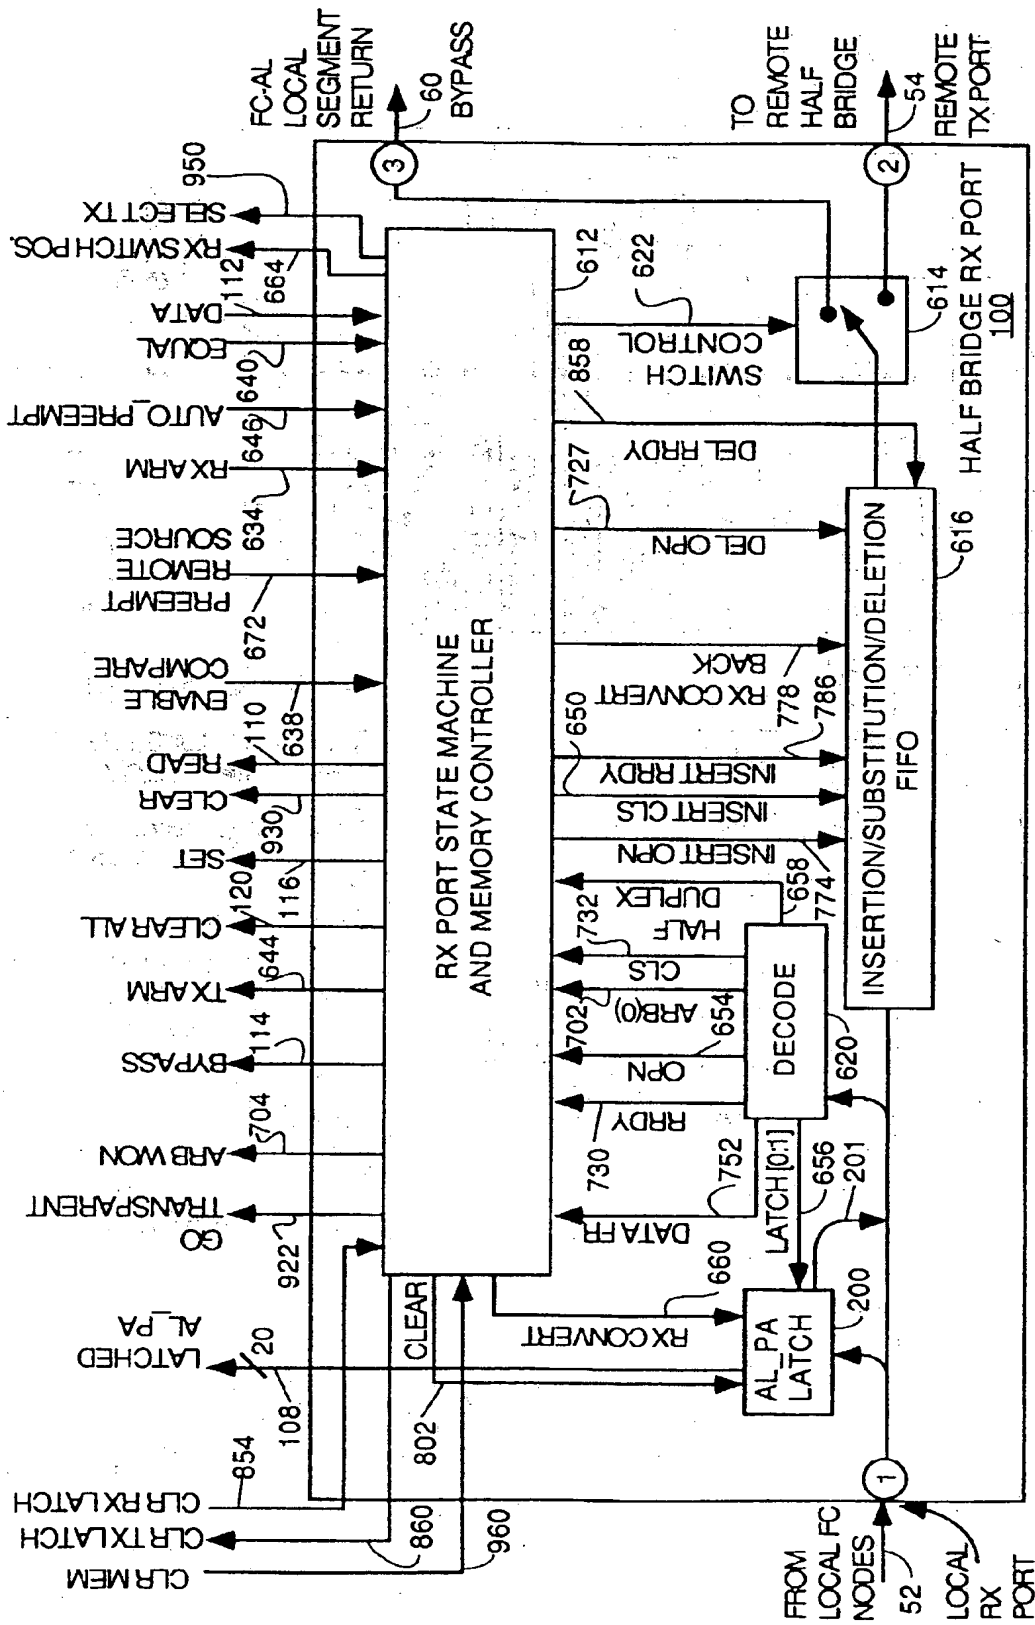 FC-AL
LOCAL
SEGMENT
RETURN
60
BYPASS
3
TO
REMOTE
HALF
BRIDGE
54
REMOTE
TX PORT
2
950
SELECT TX
RX SWITCH POS.
664
112
DATA
EQUAL
640
AUTO_PREEMPT
646
RX ARM
634
PREEMPT
REMOTE
SOURCE
672
ENABLE
COMPARE
638
110
READ
CLEAR
930
SET
116
120
CLEAR ALL
TX ARM
644
BYPASS
114
ARB WON
704
GO
TRANSPARENT
922
LATCHED
AL_PA
20
108
CLR RX LATCH
854
CLR TX LATCH
860
CLR MEM
960
RX PORT STATE MACHINE
AND MEMORY CONTROLLER
612
622
SWITCH
CONTROL
614
HALF BRIDGE RX PORT
100
858
DEL RRDY
727
DEL OPN
RX CONVERT
BACK
778
786
INSERT RRDY
650
INSERT CLS
INSERT OPN
774
INSERTION/SUBSTITUTION/DELETION
FIFO
616
HALF
DUPLEX
658
732
CLS
ARB(0)
702
654
OPN
RRDY
730
DECODE
620
752
DATA FR
LATCH [0:1]
656
201
CLEAR
802
RX CONVERT
660
AL_PA
LATCH
200
1
FROM
LOCAL FC
NODES
52
LOCAL
RX
PORT